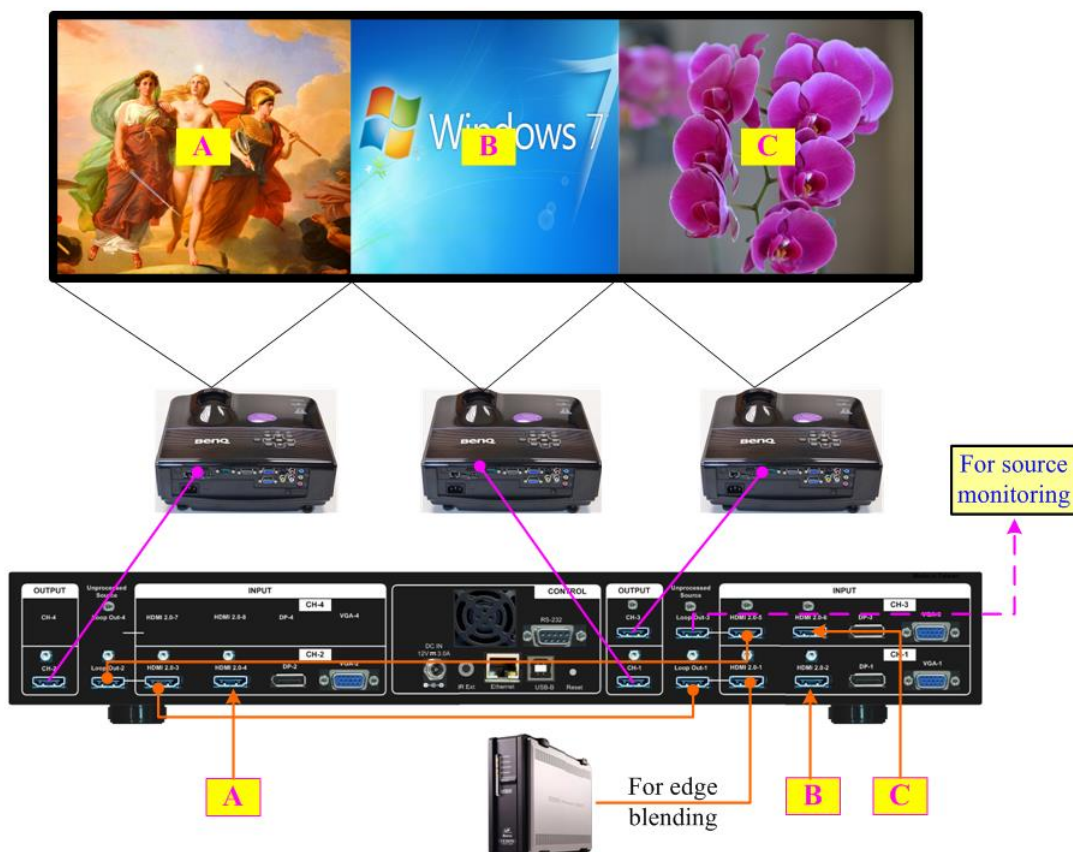 A
Windows 7
B
C
BenQ
BenQ
BenQ
For source
monitoring
OUTPUT
Unprocessed
Source
INPUT
CONTROL
OUTPUT
Unprocessed
Source
INPUT
CH-4
CH-4
Loop Out-4
HDMI 2.0-7
HDMI 2.0-8
DP-4
VGA-4
RS-232
CH-3
Loop Out-3
HDMI 2.0-5
HDMI 2.0-6
CH-3
DP-3
VGA-3
DC IN
12V 3.0A
CH-2
CH-2
Loop Out-2
HDMI 2.0-3
HDMI 2.0-4
DP-2
VGA-2
IR Ext
Ethernet
USB-B
Reset
CH-1
Loop Out-1
HDMI 2.0-1
HDMI 2.0-2
CH-1
DP-1
VGA-1
A
For edge
blending
B
C